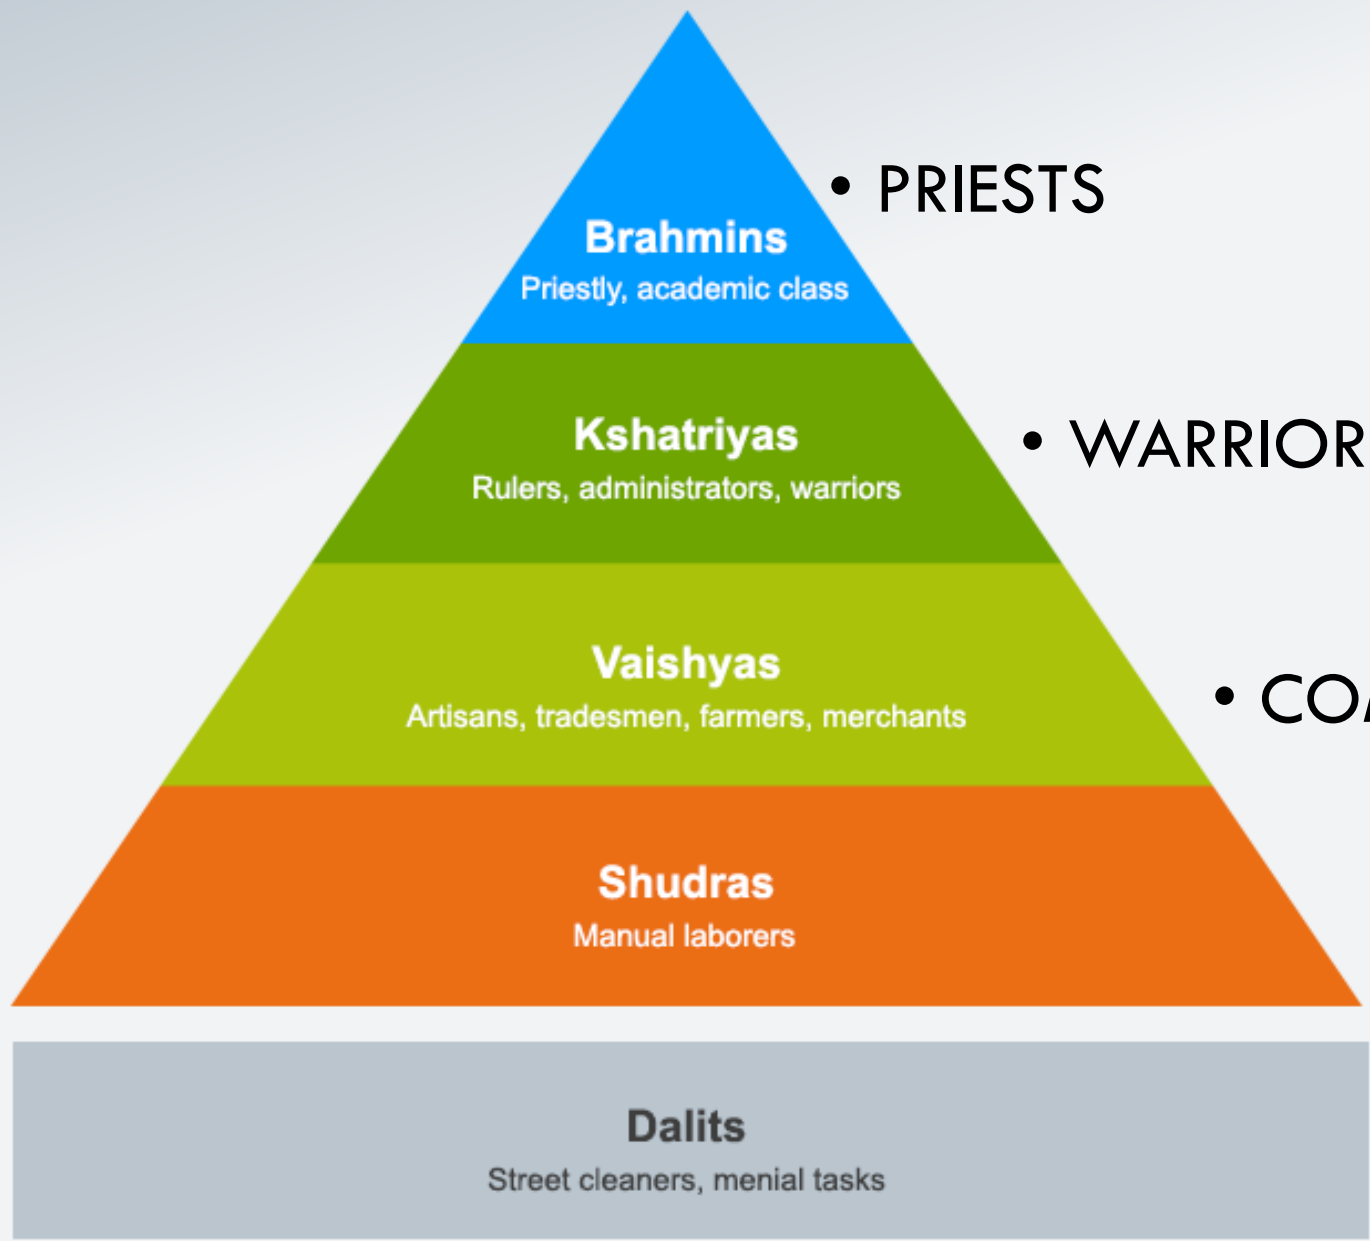 • PRIESTS
Brahmins
Priestly, academic class
Kshatriyas
• WARRIOR
Rulers, administrators, warriors
Vaishyas
Artisans, tradesmen, farmers, merchants
Shudras
Manual laborers
Dalits
Street cleaners, menial tasks